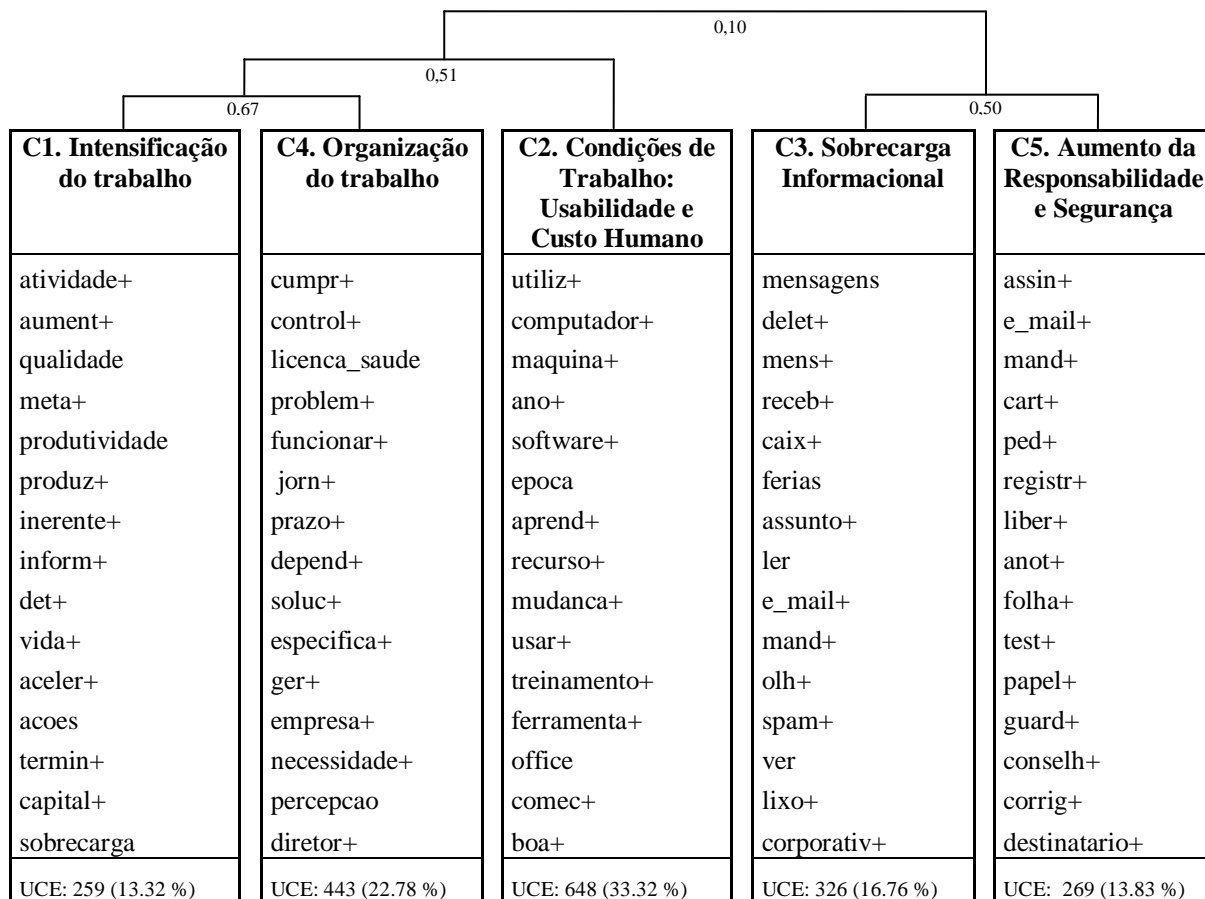 0,10
0,51
0.67
0,50
C1. Intensificação
do trabalho
atividade+
aument+
qualidade
meta+
produtividade
produz+
inerente+
inform+
det+
vida+
aceler+
acoes
termin+
capital+
sobrecarga
UCE: 259 (13.32 %)
C4. Organização
do trabalho
cumpr+
control+
licenca_saude
problem+
funcionar+
jorn+
prazo+
depend+
soluc+
especifica+
ger+
empresa+
necessidade+
percepcao
diretor+
UCE: 443 (22.78 %)
C2. Condições de
Trabalho:
Usabilidade e
Custo Humano
utiliz+
computador+
maquina+
ano+
software+
epoca
aprend+
recurso+
mudanca+
usar+
treinamento+
ferramenta+
office
comec+
boa+
UCE: 648 (33.32 %)
C3. Sobrecarga
Informacional
mensagens
delet+
mens+
receb+
caix+
ferias
assunto+
ler
e_mail+
mand+
olh+
spam+
ver
lixo+
corporativ+
UCE: 326 (16.76 %)
C5. Aumento da
Responsabilidade
e Segurança
assin+
e_mail+
mand+
cart+
ped+
registr+
liber+
anot+
folha+
test+
papel+
guard+
conselh+
corrig+
destinatario+
UCE: 269 (13.83 %)